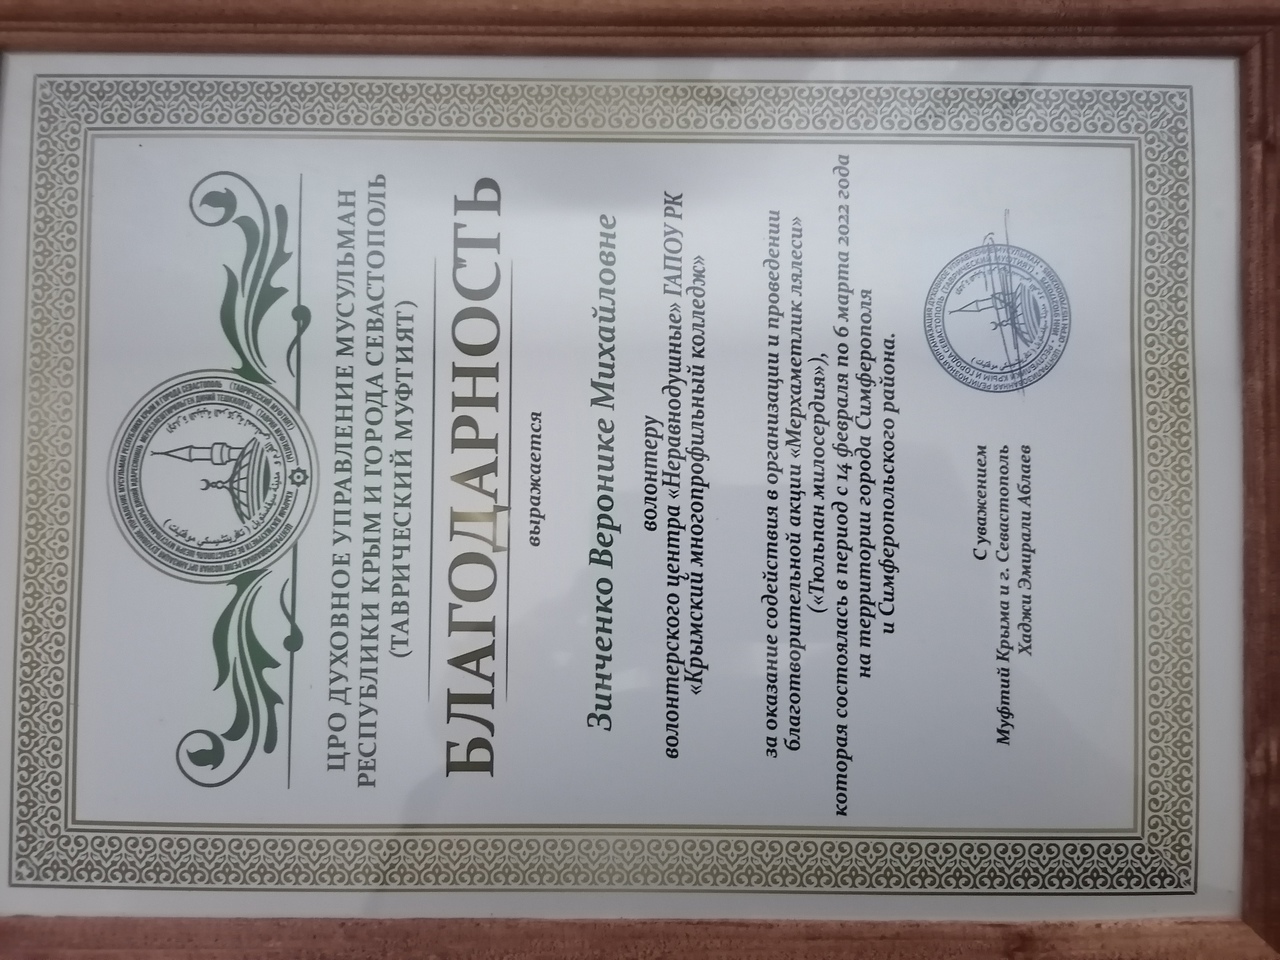 ЦРО ДУХОВНОЕ УПРАВЛЕНИЕ МУСУЛЬМАН
РЕСПУБЛИКИ КРЫМ И ГОРОДА СЕВАСТОПОЛЬ
(ТАВРИЧЕСКИЙ МУФТИЯТ)
БЛАГОДАРНОСТЬ
выражается
Зинченко Веронике Михайловне
волонтеру
волонтерского центра «Неравнодушные» ГАПОУ РК
«Крымский многопрофильный колледж»
за оказание содействия в организации и проведении
благотворительной акции «Мерхаметлик лялеси»
(«Тюльпан милосердия»),
которая состоялась в период с 14 февраля по 6 марта 2022 года
на территории города Симферополя
и Симферопольского района.
С уважением
Муфтий Крыма и г. Севастополь
Хаджи Эмирали Аблаев